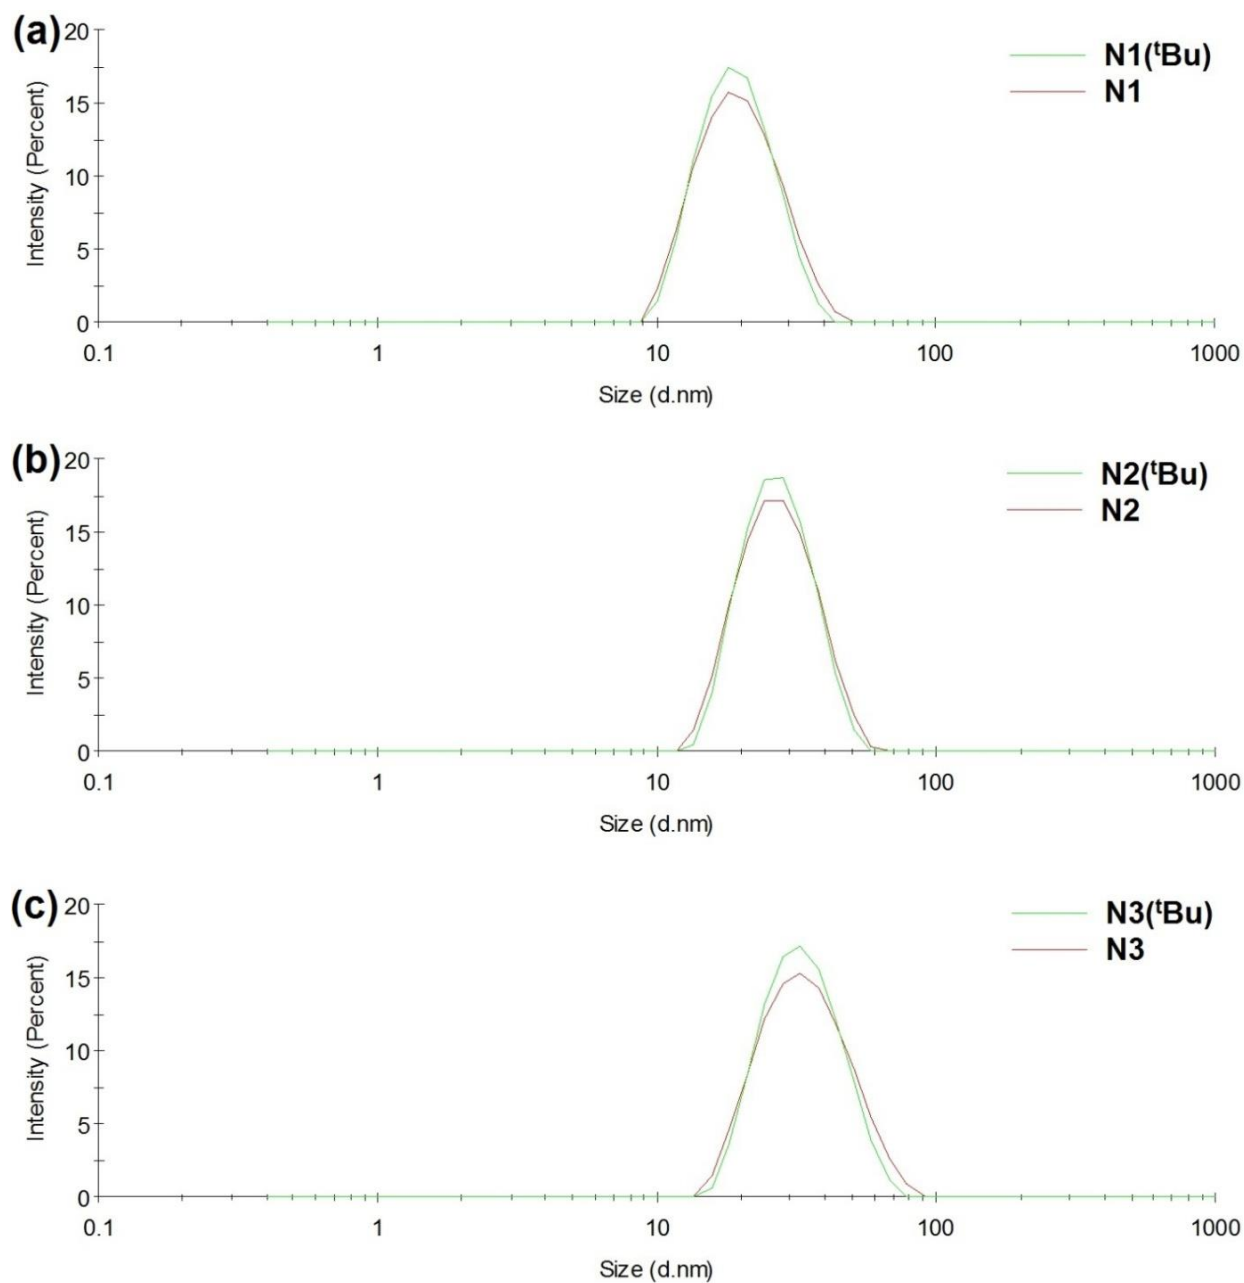 (a)
N1(ᵗBu)
N1
Intensity (Percent)
20
15
10
5
0
0.1 1 10 100 1000
Size (d.nm)
(b)
N2(ᵗBu)
N2
Intensity (Percent)
20
15
10
5
0
0.1 1 10 100 1000
Size (d.nm)
(c)
N3(ᵗBu)
N3
Intensity (Percent)
20
15
10
5
0
0.1 1 10 100 1000
Size (d.nm)